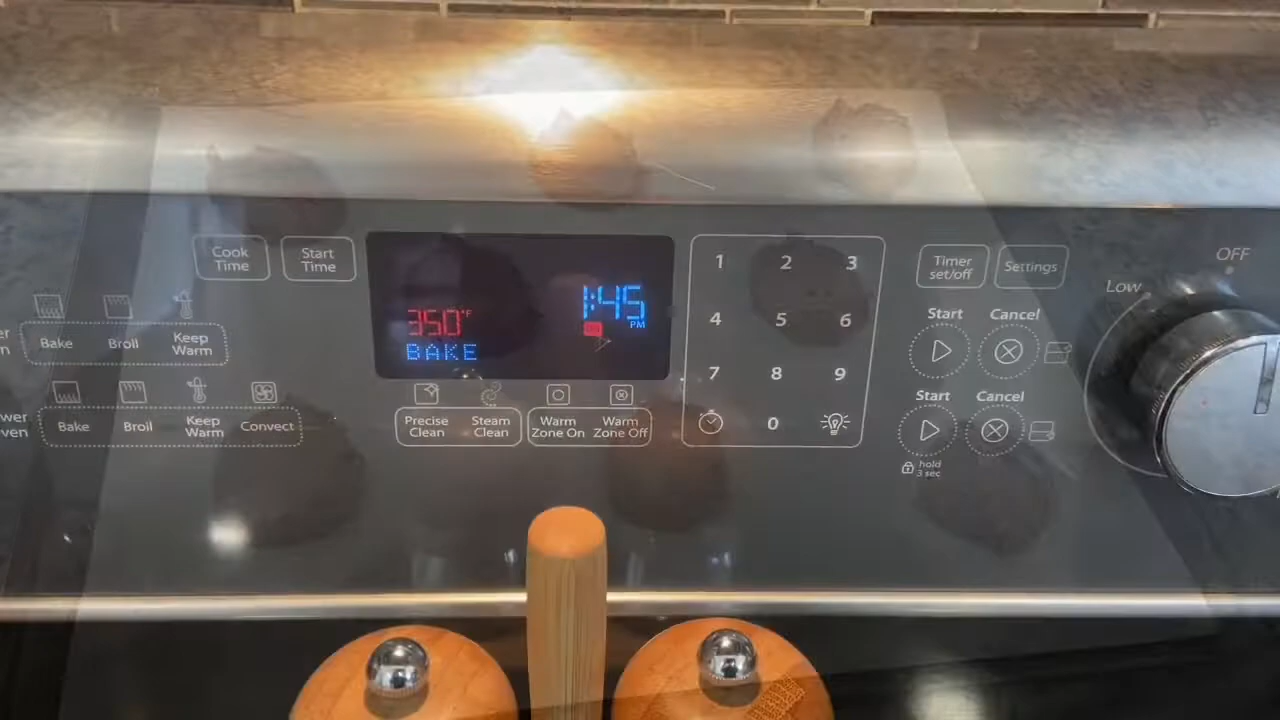 Cook
Time
Start
Time
350°F
BAKE
1:45
PM
ON
1 2 3
4 5 6
7 8 9
0
Timer
set/off
Settings
OFF
Low
Bake
Broil
Keep
Warm
Start
Cancel
Bake
Broil
Keep
Warm
Convect
Precise
Clean
Steam
Clean
Warm
Zone On
Warm
Zone Off
Start
Cancel
hold
3 sec